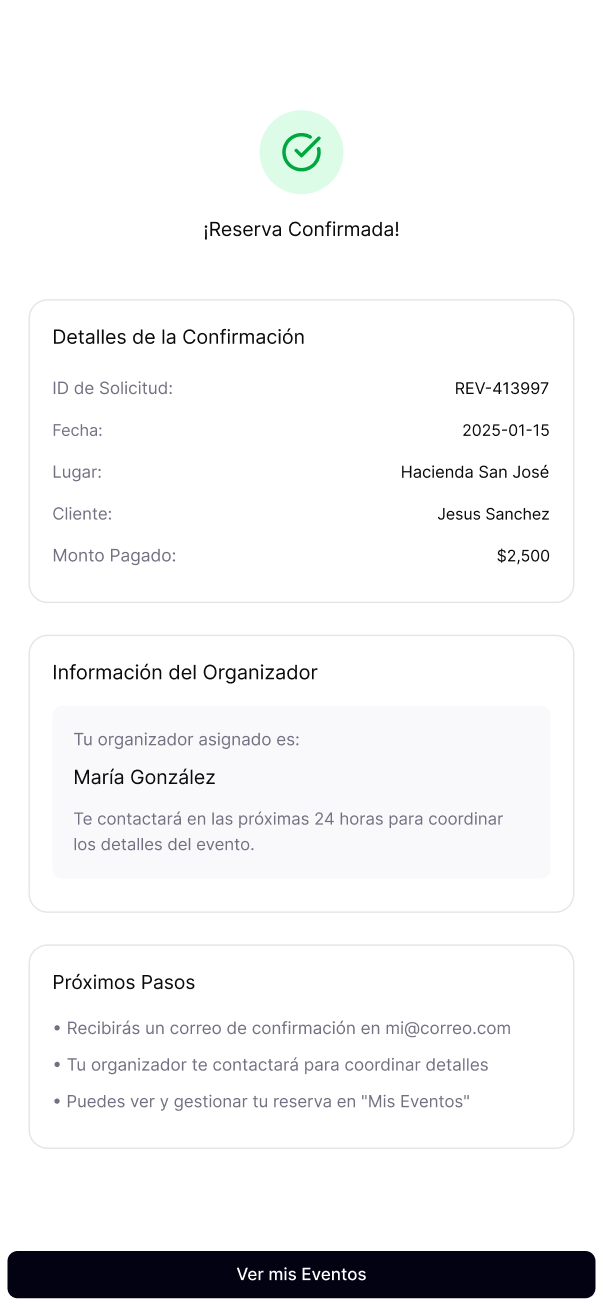 ¡Reserva Confirmada!
Detalles de la Confirmación
ID de Solicitud: REV-413997
Fecha: 2025-01-15
Lugar: Hacienda San José
Cliente: Jesus Sanchez
Monto Pagado: $2,500
Información del Organizador
Tu organizador asignado es:
María González
Te contactará en las próximas 24 horas para coordinar
los detalles del evento.
Próximos Pasos
• Recibirás un correo de confirmación en mi@correo.com
• Tu organizador te contactará para coordinar detalles
• Puedes ver y gestionar tu reserva en "Mis Eventos"
Ver mis Eventos